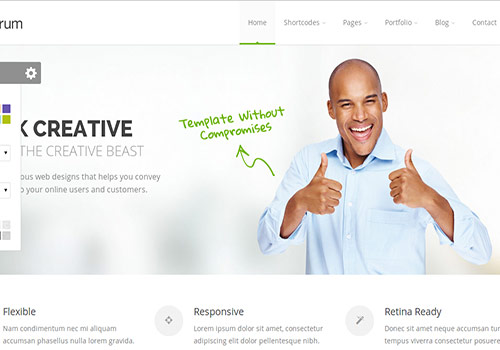 rum
Home Shortcodes Pages Portfolio Blog Contact
Template Without
Compromises
K CREATIVE
THE CREATIVE BEAST
ous web designs that helps you convey
o your online users and customers.
Flexible
Nam condimentum nec mi aliquam
accumsan phasellus nulla lorem gravida.
Responsive
Lorem ipsum dolor sit amet, consectetur
adipiscing elit dolor pellentesque nibh.
Retina Ready
Donec sit amet neque accumsan
tempus viverra consectetur posuere